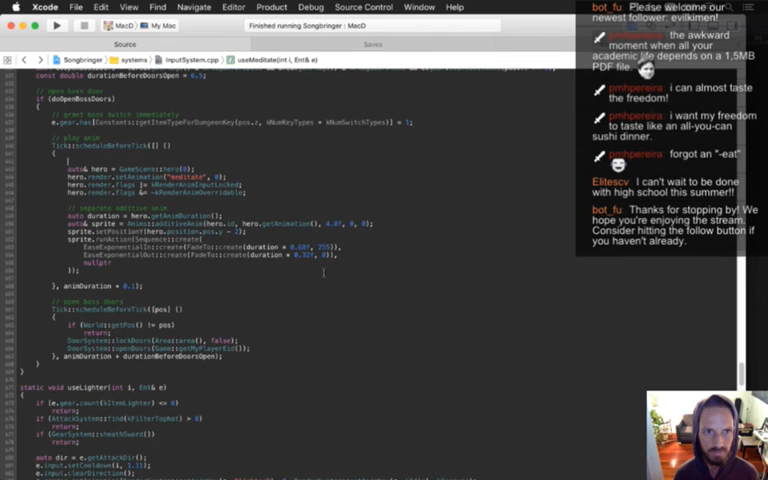 Xcode File Edit View Find Navigate Editor Product Debug Source Control Window Help
MacD My Mac
Finished running Songbringer : MacD
Source
Saves
Songbringer systems InputSystem.cpp useMeditate(int i, Ent& e)
const double durationBeforeDoorsOpen = 6.5;
// open boss door
if (doOpenBossDoors)
{
// grant boss switch immediately
e.gear.has[Constants::getItemTypeForDungeonKey(pos.z, kNumKeyTypes + kNumSwitchTypes)] = 1;
// play anim
Tick::scheduleBeforeTick([] ()
{
auto& hero = GameScene::hero(0);
hero.render.setAnimation("meditate", 0);
hero.render.flags |= kRenderAnimInputLocked;
hero.render.flags &= ~kRenderAnimOverridable;
// separate additive anim
auto duration = hero.getAnimDuration();
auto& sprite = Anims::additiveAnim(hero.id, hero.getAnimation(), 4.0f, 0, 0);
sprite.setPositionY(hero.position.pos.y - 2);
sprite.runAction(Sequence::create(
EaseExponentialIn::create(FadeTo::create(duration * 0.68f, 255)),
EaseExponentialOut::create(FadeTo::create(duration * 0.32f, 0)),
nullptr
));
}, animDuration + 0.1);
// open boss doors
Tick::scheduleBeforeTick([pos] ()
{
if (World::getPos() != pos)
return;
DoorSystem::lockDoors(Area::area(), false);
DoorSystem::openDoors(Game::getMyPlayerEid());
}, animDuration + durationBeforeDoorsOpen);
}
}
static void useLighter(int i, Ent& e)
{
if (e.gear.count(kItemLighter) <= 0)
return;
if (AttackSystem::find(kFilterTophat) > 0)
return;
if (GearSystem::sheathSword())
return;
auto dir = e.getAttackDir();
e.input.setCooldown(i, 1.11);
e.input.clearDirection();
bot_fu Please welcome our
newest follower: evilkimen!
pmhpereira: the awkward
moment when all your
academic life depends on a 1,5MB
PDF file.
pmhpereira: i can almost taste
the freedom!
pmhpereira: i want my freedom
to taste like an all-you-can
sushi dinner.
pmhpereira: forgot an "-eat"
Elitescv I can't wait to be done
with high school this summer!!
bot_fu Thanks for stopping by! We
hope you're enjoying the stream.
Consider hitting the follow button if
you haven't already.